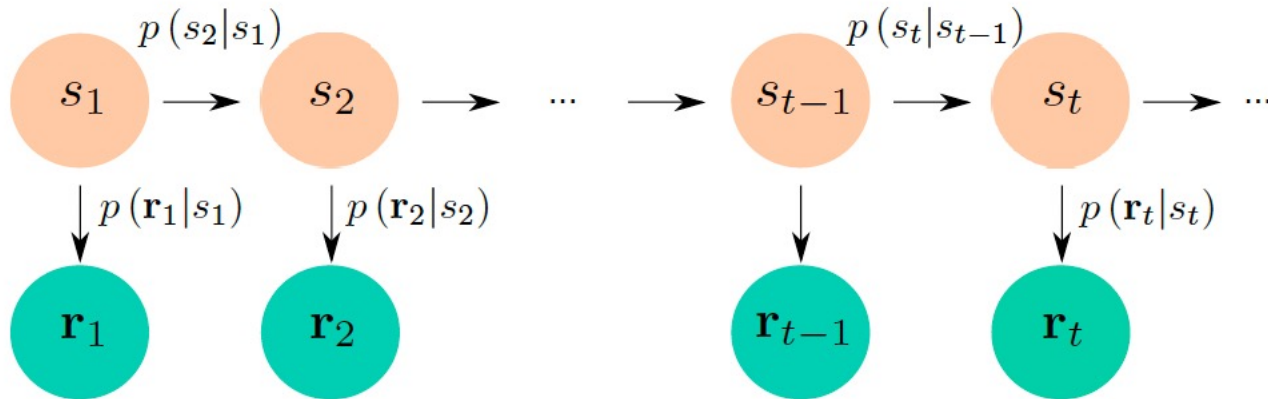 p (s₂|s₁) p (sₜ|sₜ₋₁)
s₁ s₂ ... sₜ₋₁ sₜ ...
p (𝐫₁|s₁) p (𝐫₂|s₂) p (𝐫ₜ|sₜ)
𝐫₁ 𝐫₂ 𝐫ₜ₋₁ 𝐫ₜ